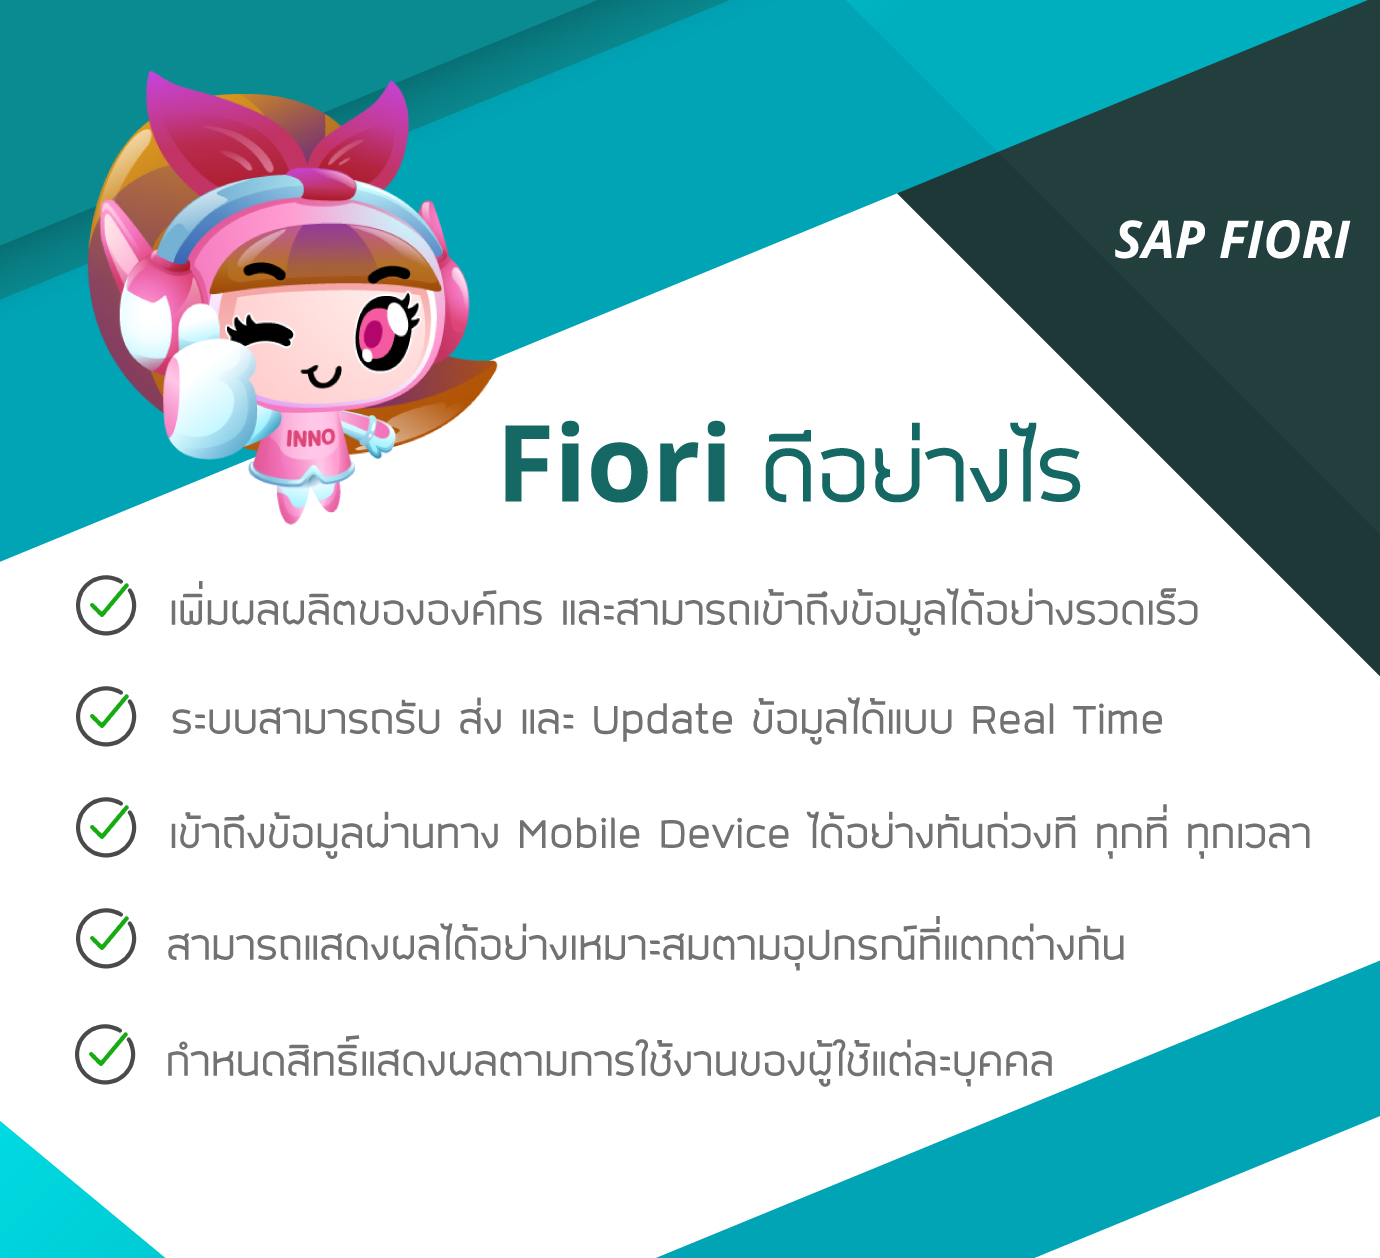 SAP FIORI
INNO
Fiori ดีอย่างไร
เพิ่มผลผลิตขององค์กร และสามารถเข้าถึงข้อมูลได้อย่างรวดเร็ว
ระบบสามารถรับ ส่ง และ Update ข้อมูลได้แบบ Real Time
เข้าถึงข้อมูลผ่านทาง Mobile Device ได้อย่างทันถ่วงที ทุกที่ ทุกเวลา
สามารถแสดงผลได้อย่างเหมาะสมตามอุปกรณ์ที่แตกต่างกัน
กำหนดสิทธิ์แสดงผลตามการใช้งานของผู้ใช้แต่ละบุคคล